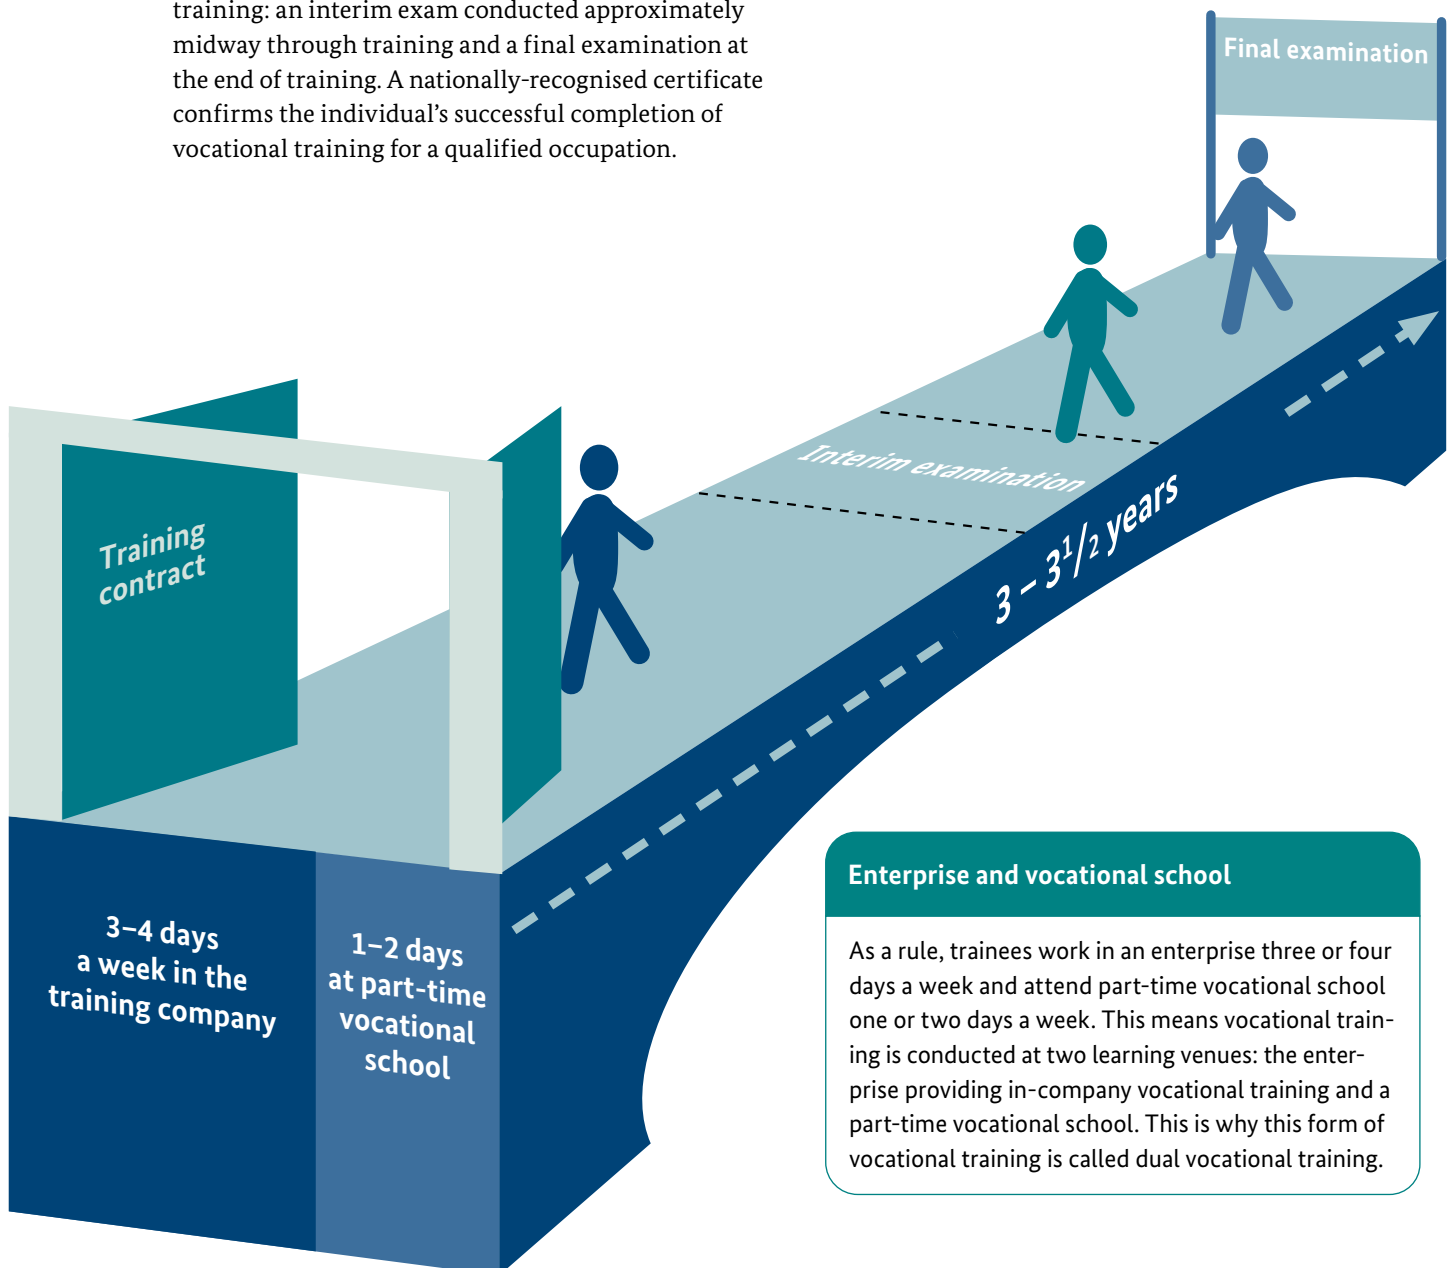 training: an interim exam conducted approximately
midway through training and a final examination at
the end of training. A nationally-recognised certificate
confirms the individual’s successful completion of
vocational training for a qualified occupation.
Final examination
Interim examination
Training
contract
3 – 3 1/2 years
3–4 days
a week in the
training company
1–2 days
at part-time
vocational
school
Enterprise and vocational school
As a rule, trainees work in an enterprise three or four
days a week and attend part-time vocational school
one or two days a week. This means vocational train-
ing is conducted at two learning venues: the enter-
prise providing in-company vocational training and a
part-time vocational school. This is why this form of
vocational training is called dual vocational training.